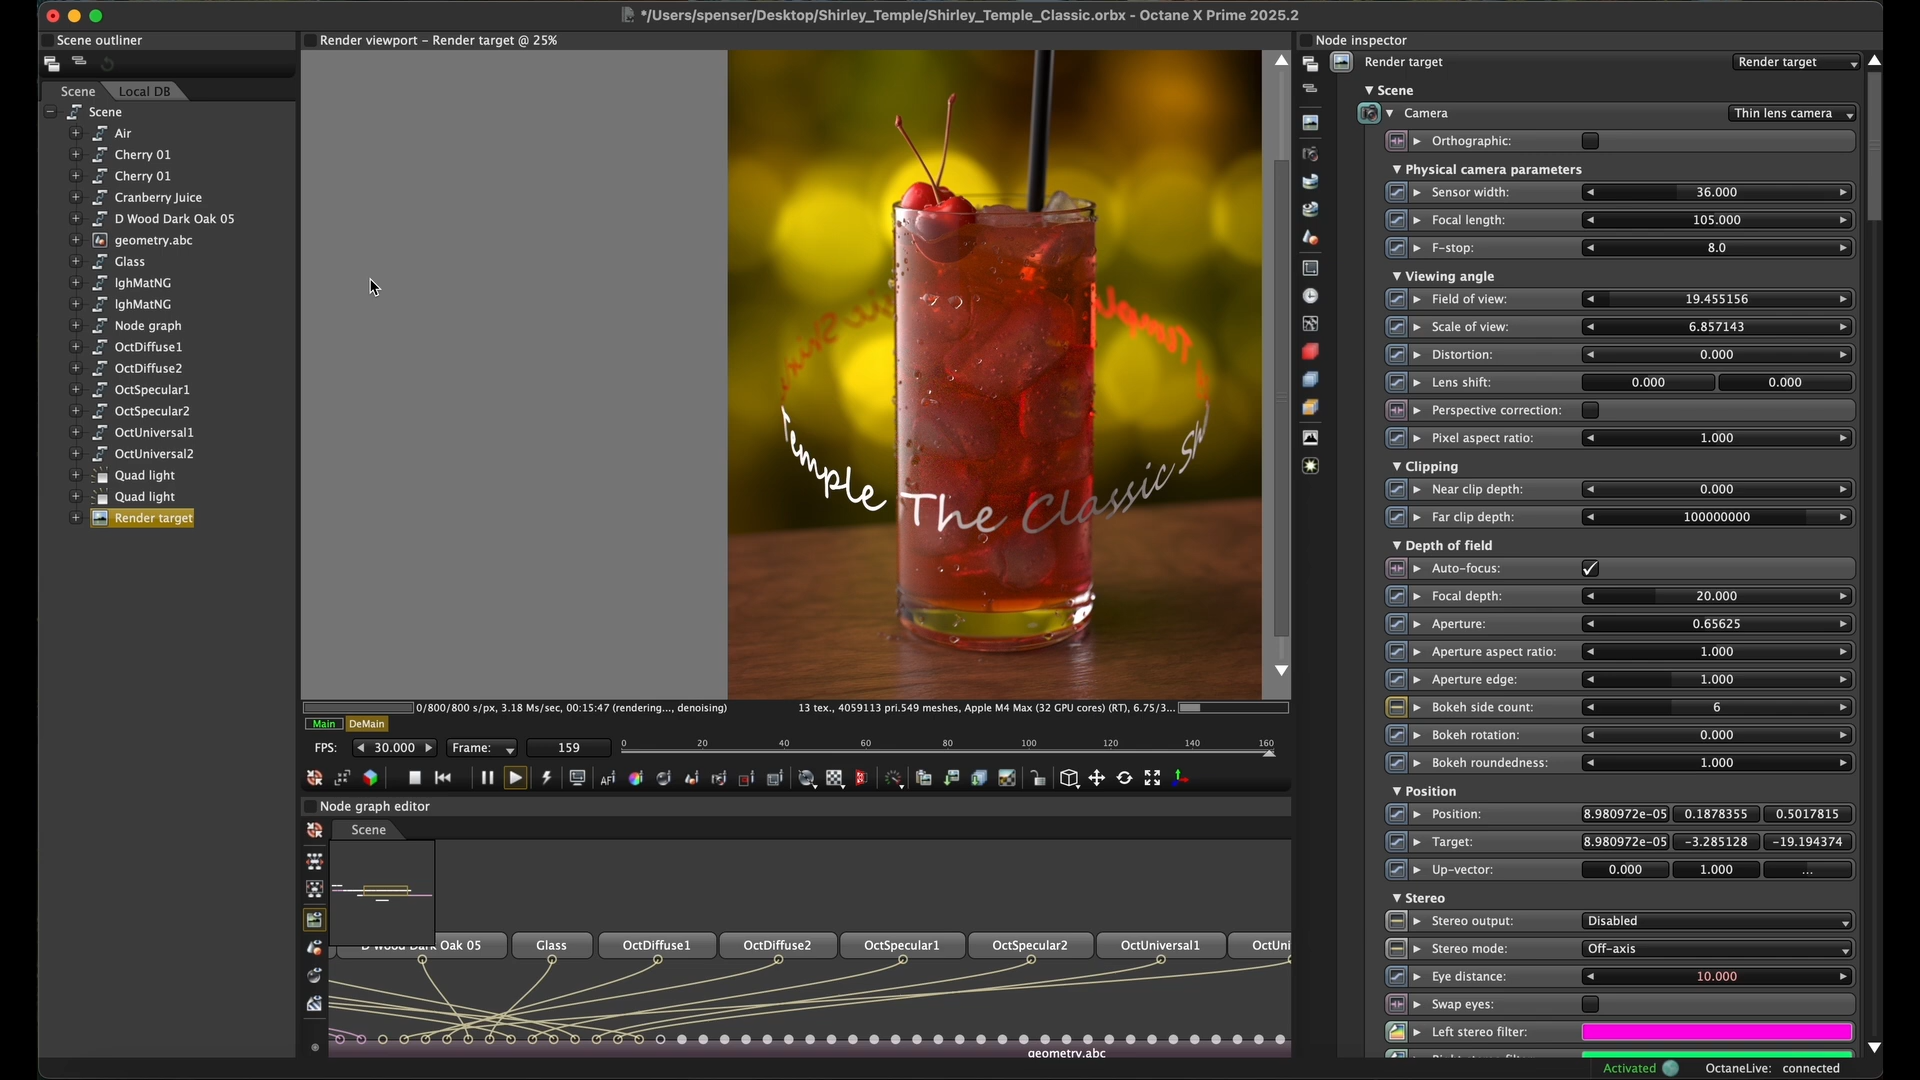 */Users/spenser/Desktop/Shirley_Temple/Shirley_Temple_Classic.orbx - Octane X Prime 2025.2
Scene outliner
Scene
Local DB
Scene
Air
Cherry 01
Cherry 01
Cranberry Juice
D Wood Dark Oak 05
geometry.abc
Glass
IghMatNG
IghMatNG
Node graph
OctDiffuse1
OctDiffuse2
OctSpecular1
OctSpecular2
OctUniversal1
OctUniversal2
Quad light
Quad light
Render target
Render viewport - Render target @ 25%
Temple The Classic Sh
0/800/800 s/px, 3.18 Ms/sec, 00:15:47 (rendering..., denoising)
13 tex., 4059113 pri.549 meshes, Apple M4 Max (32 GPU cores) (RT), 6.75/3...
Main
DeMain
FPS: 30.000 Frame: 159
0 20 40 60 80 100 120 140 160
Node graph editor
Scene
D Wood Dark Oak 05
Glass
OctDiffuse1
OctDiffuse2
OctSpecular1
OctSpecular2
OctUniversal1
OctUni
geometry.abc
Node inspector
Render target
Render target
Scene
Camera Thin lens camera
Orthographic:
Physical camera parameters
Sensor width: 36.000
Focal length: 105.000
F-stop: 8.0
Viewing angle
Field of view: 19.455156
Scale of view: 6.857143
Distortion: 0.000
Lens shift: 0.000 0.000
Perspective correction:
Pixel aspect ratio: 1.000
Clipping
Near clip depth: 0.000
Far clip depth: 100000000
Depth of field
Auto-focus:
Focal depth: 20.000
Aperture: 0.65625
Aperture aspect ratio: 1.000
Aperture edge: 1.000
Bokeh side count: 6
Bokeh rotation: 0.000
Bokeh roundedness: 1.000
Position
Position: 8.980972e-05 0.1878355 0.5017815
Target: 8.980972e-05 -3.285128 -19.194374
Up-vector: 0.000 1.000 ...
Stereo
Stereo output: Disabled
Stereo mode: Off-axis
Eye distance: 10.000
Swap eyes:
Left stereo filter:
Activated
OctaneLive: connected